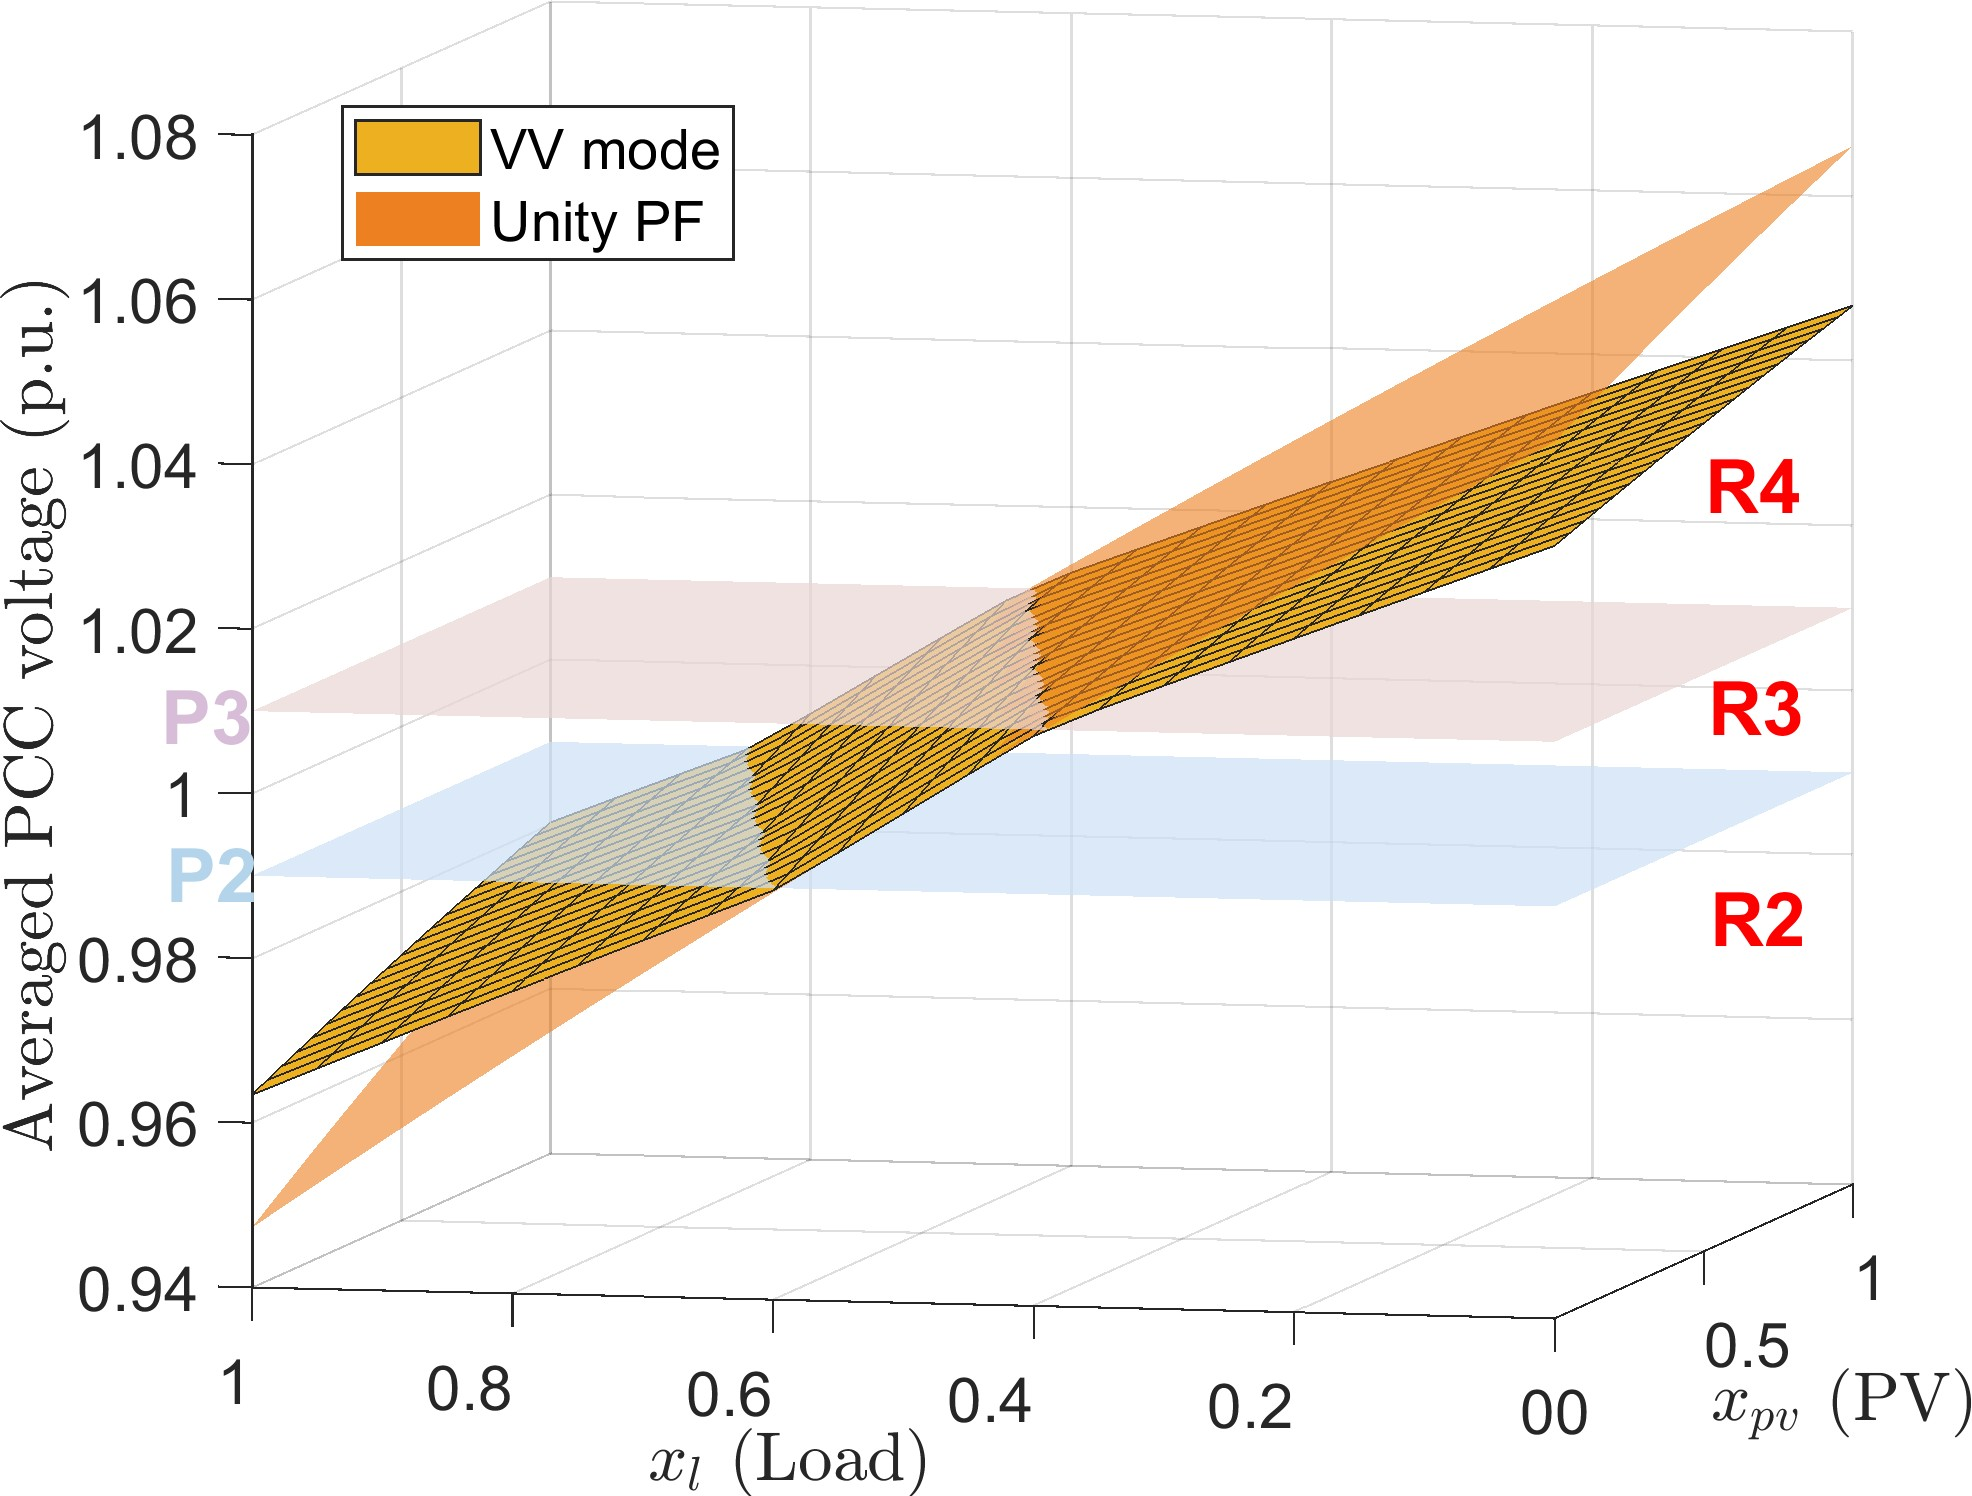 VV mode
Unity PF
Averaged PCC voltage (p.u.)
1.08
1.06
1.04
1.02
1
0.98
0.96
0.94
P3
P2
R4
R3
R2
1
0.8
0.6
0.4
0.2
00
0.5
1
x_l (Load)
x_pv (PV)